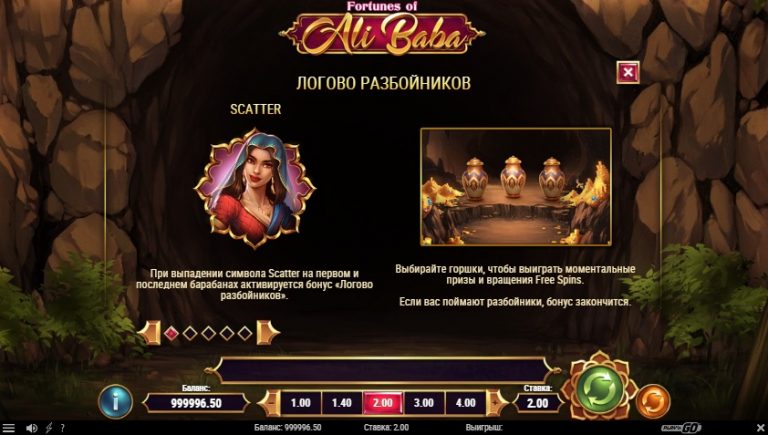 Fortunes of
Ali Baba
ЛОГОВО РАЗБОЙНИКОВ
SCATTER
При выпадении символа Scatter на первом и
последнем барабанах активируется бонус «Логово
разбойников».
Выбирайте горшки, чтобы выиграть моментальные
призы и вращения Free Spins.
Если вас поймают разбойники, бонус закончится.
Баланс:
999996.50
1.00
1.40
2.00
3.00
4.00
Ставка:
2.00
Баланс: 999996.50
Ставка: 2.00
Выигрыш:
PLAY'N GO